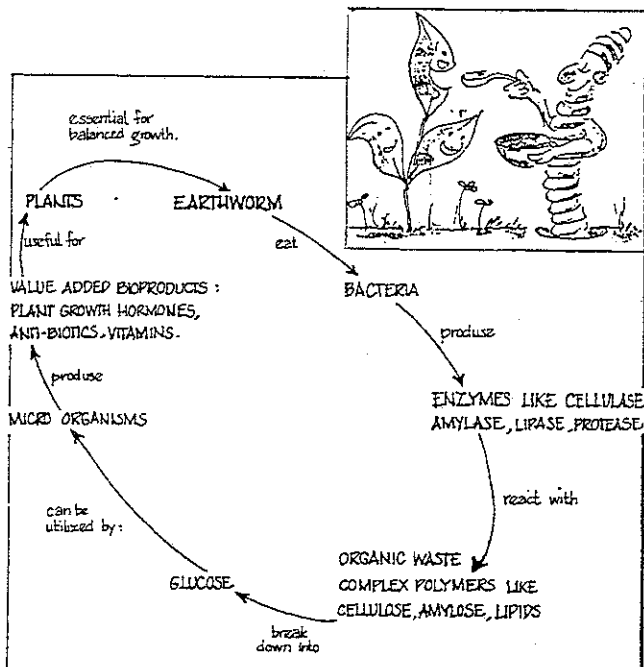 essential for
balanced growth.
PLANTS
EARTHWORM
eat
BACTERIA
produse
ENZYMES LIKE CELLULASE
AMYLASE, LIPASE, PROTEASE
react with
ORGANIC WASTE
COMPLEX POLYMERS LIKE
CELLULOSE, AMYLOSE, LIPIDS
break
down into
GLUCOSE
can be
utilized by:
MICRO ORGANISMS
produse
VALUE ADDED BIOPRODUCTS :
PLANT GROWTH HORMONES,
ANTI-BIOTICS, VITAMINS.
useful for